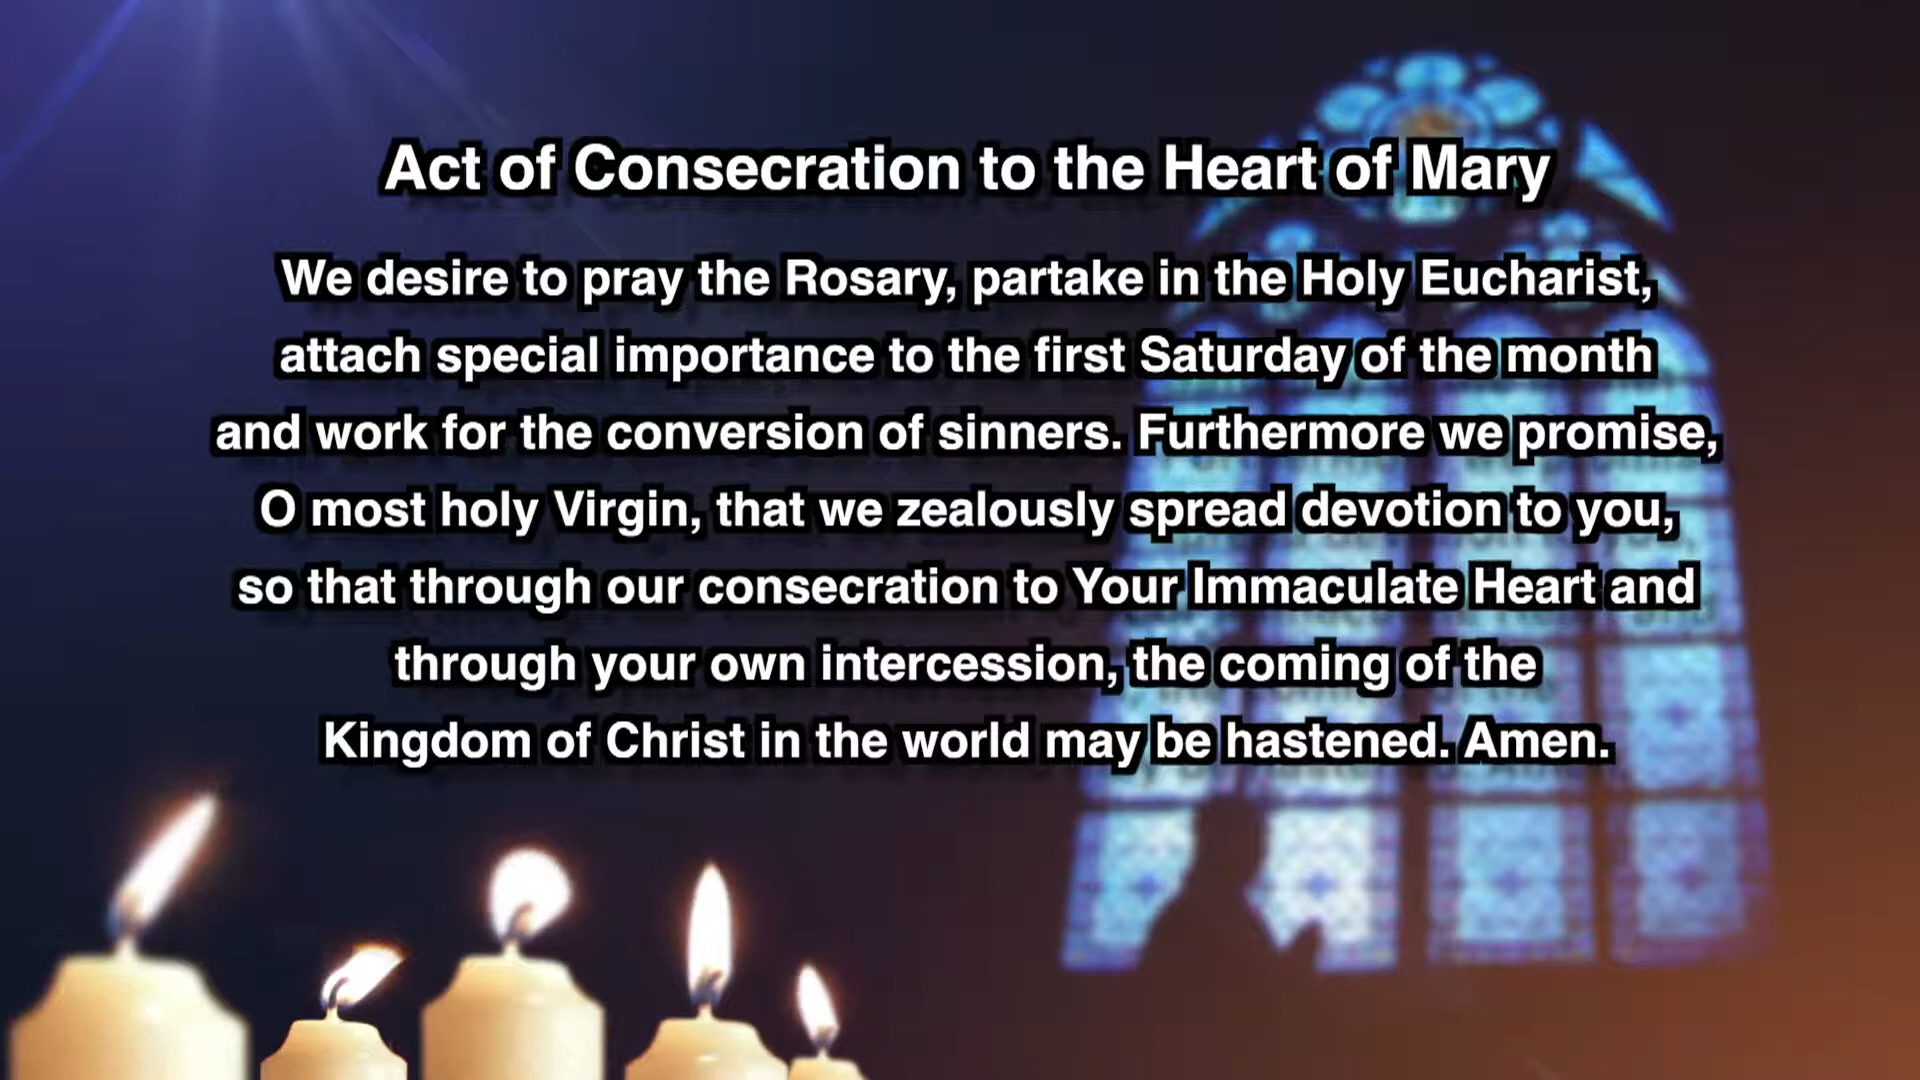 Act of Consecration to the Heart of Mary
We desire to pray the Rosary, partake in the Holy Eucharist,
attach special importance to the first Saturday of the month
and work for the conversion of sinners. Furthermore we promise,
O most holy Virgin, that we zealously spread devotion to you,
so that through our consecration to Your Immaculate Heart and
through your own intercession, the coming of the
Kingdom of Christ in the world may be hastened. Amen.